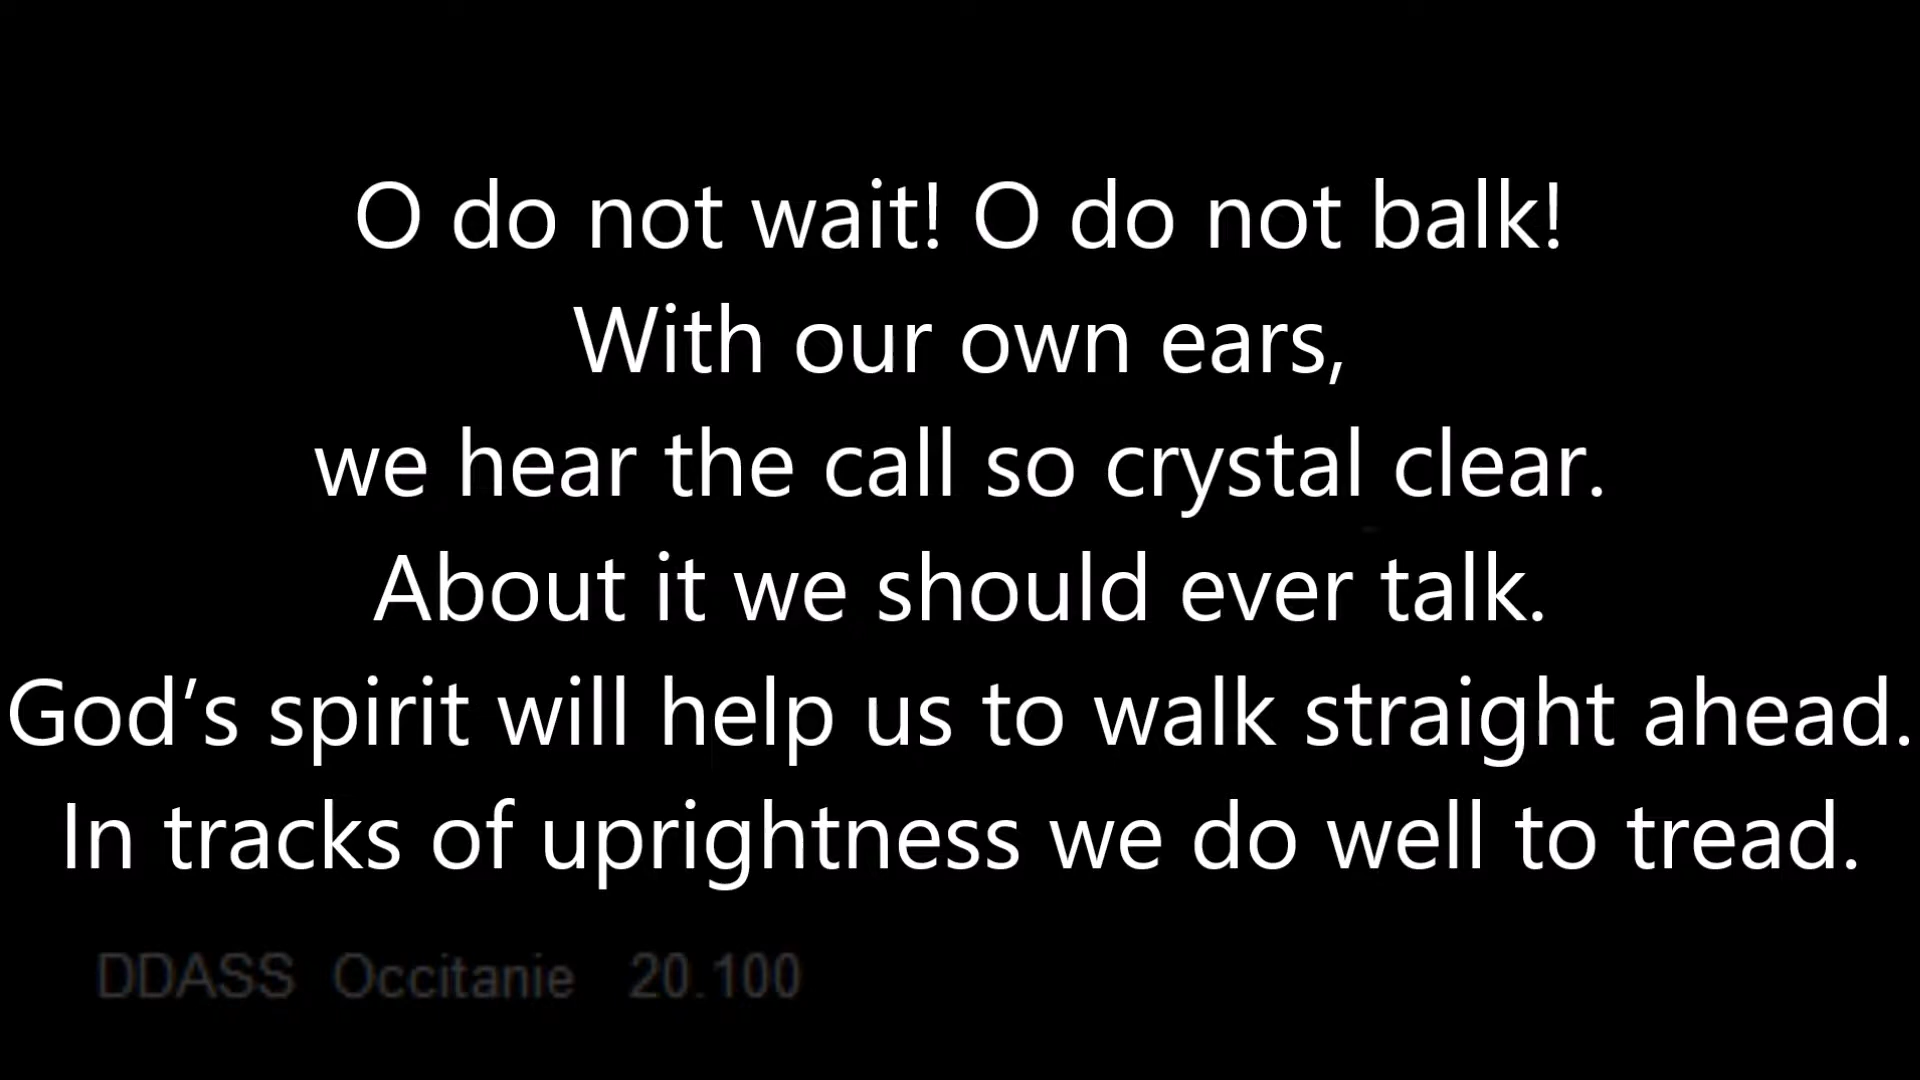 O do not wait! O do not balk!
With our own ears,
we hear the call so crystal clear.
About it we should ever talk.
God’s spirit will help us to walk straight ahead.
In tracks of uprightness we do well to tread.
DDASS Occitanie 20.100